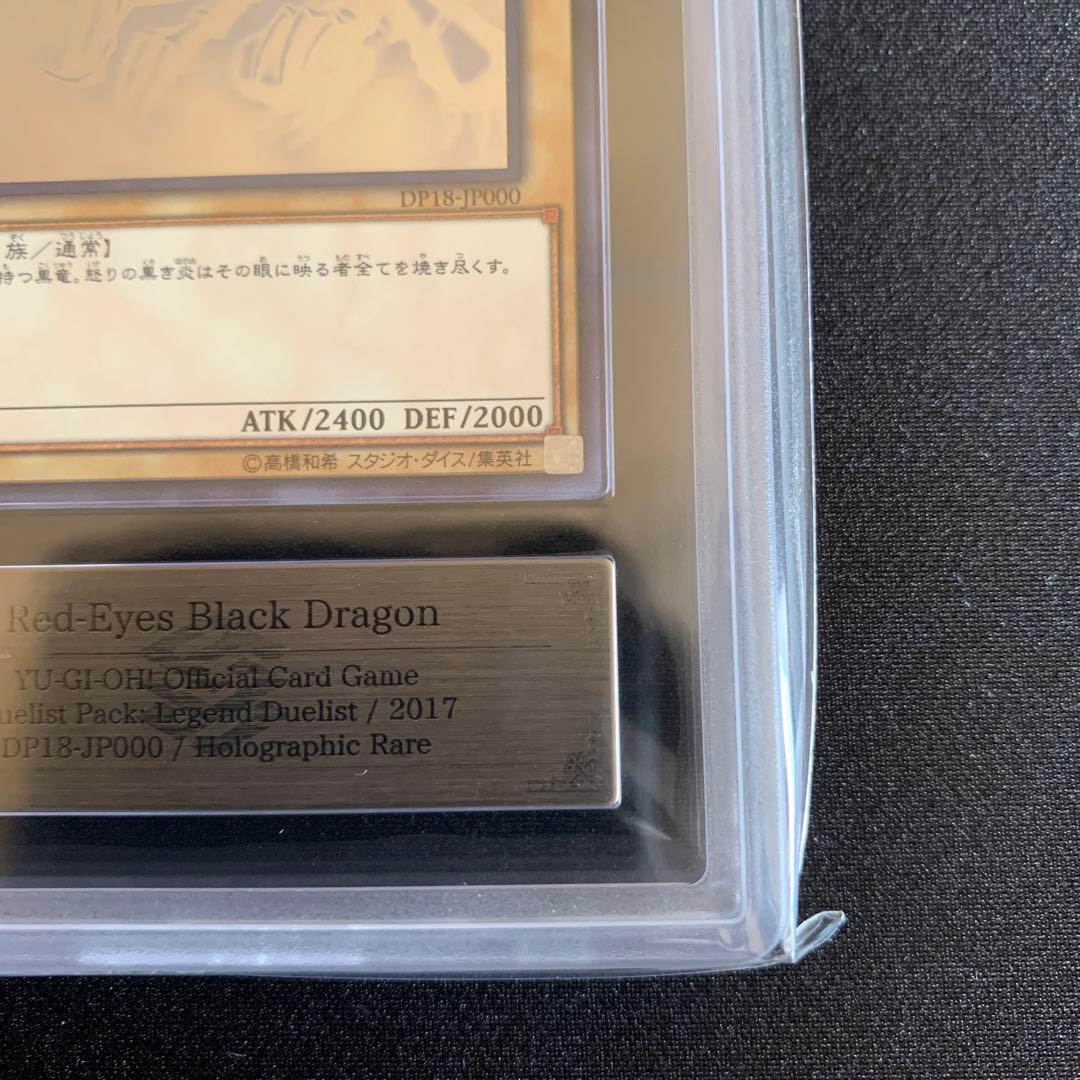 DP18-JP000
族／通常】
持つ黒竜。怒りの黒き炎はその眼に映る者全てを焼き尽くす。
ATK/2400 DEF/2000
©高橋和希 スタジオ・ダイス/集英社
Red-Eyes Black Dragon
YU-GI-OH! Official Card Game
uelist Pack: Legend Duelist / 2017
DP18-JP000 / Holographic Rare